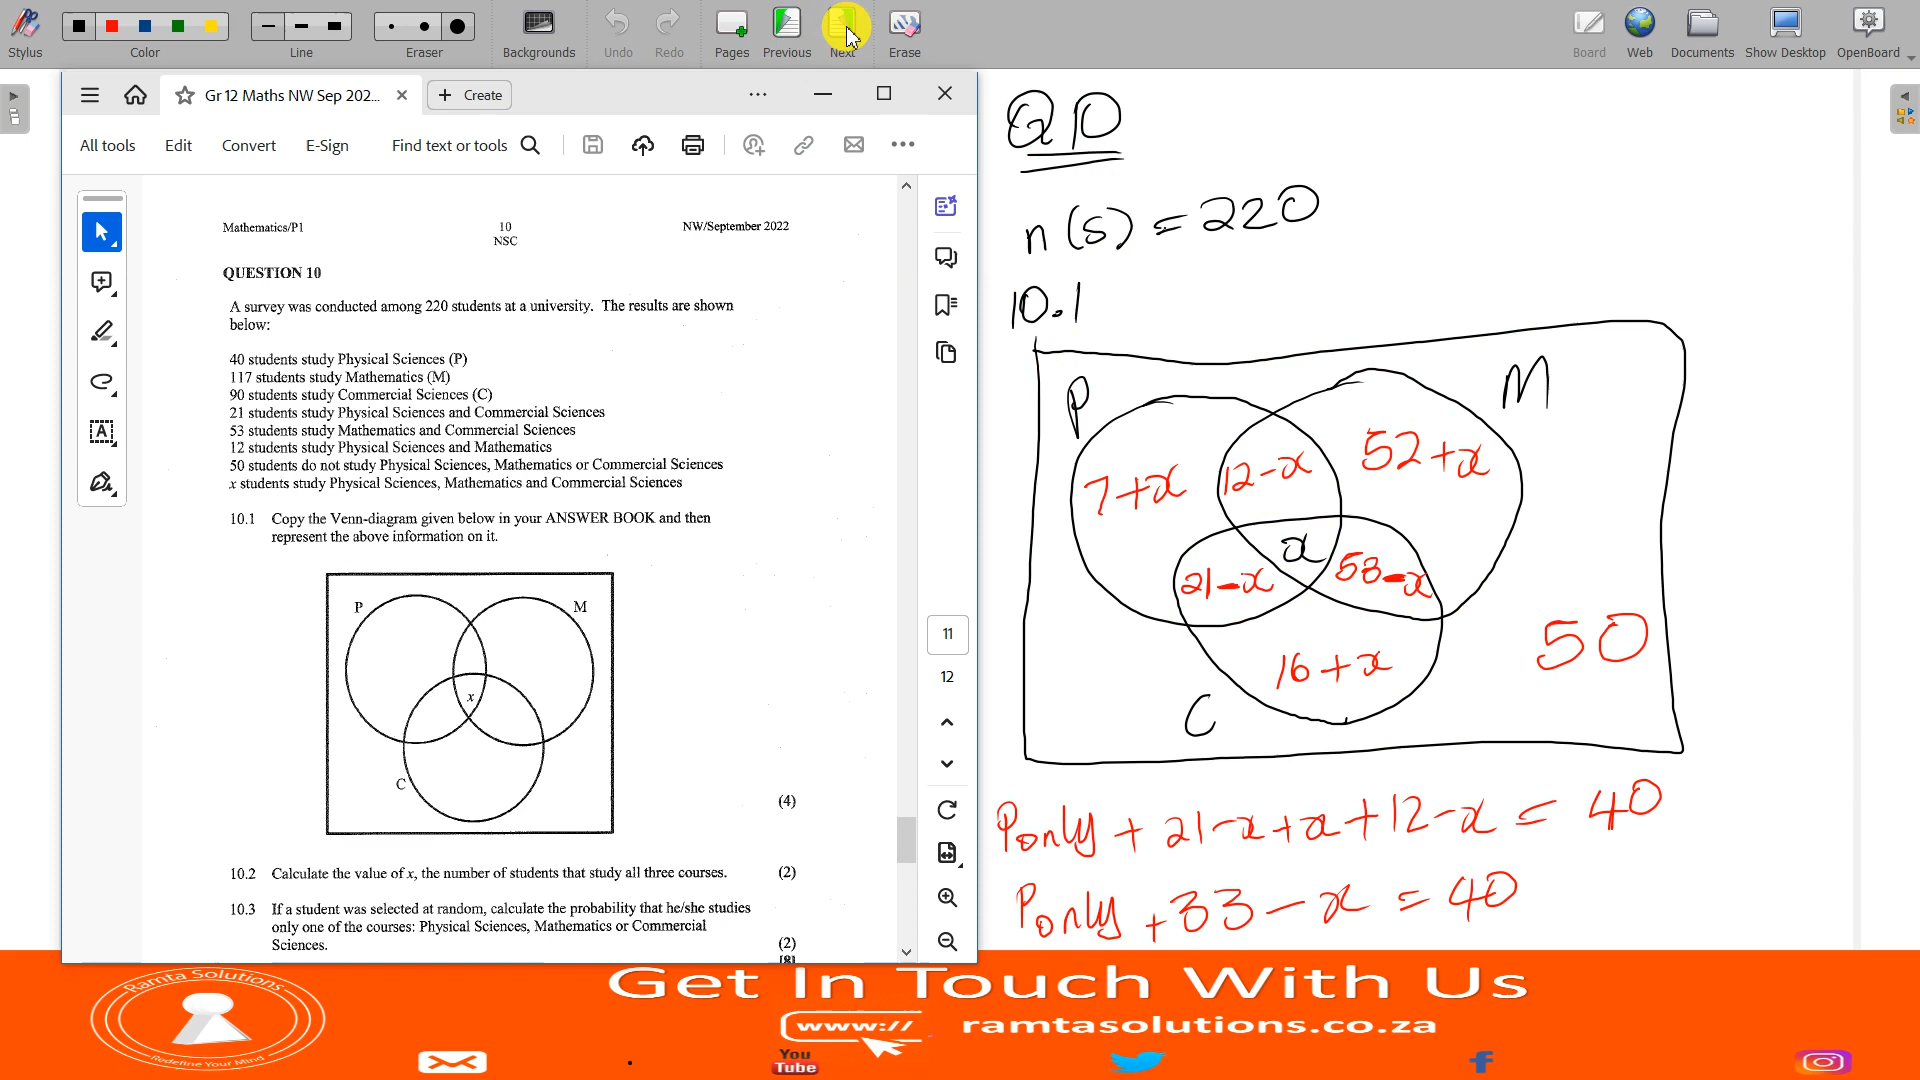 Stylus
Color
Line
Eraser
Backgrounds
Undo
Redo
Pages
Previous
Next
Erase
Board
Web
Documents
Show Desktop
OpenBoard
Gr 12 Maths NW Sep 202...
+ Create
All tools
Edit
Convert
E-Sign
Find text or tools
Mathematics/P1
10
NSC
NW/September 2022
QUESTION 10
A survey was conducted among 220 students at a university. The results are shown
below:
40 students study Physical Sciences (P)
117 students study Mathematics (M)
90 students study Commercial Sciences (C)
21 students study Physical Sciences and Commercial Sciences
53 students study Mathematics and Commercial Sciences
12 students study Physical Sciences and Mathematics
50 students do not study Physical Sciences, Mathematics or Commercial Sciences
x students study Physical Sciences, Mathematics and Commercial Sciences
10.1 Copy the Venn-diagram given below in your ANSWER BOOK and then
represent the above information on it.
P
M
x
C
(4)
10.2 Calculate the value of x, the number of students that study all three courses. (2)
10.3 If a student was selected at random, calculate the probability that he/she studies
only one of the courses: Physical Sciences, Mathematics or Commercial
Sciences. (2)
[8]
11
12
Q10
n(S) = 220
10.1
P
M
7+x
12-x
52+x
x
21-x
53-x
16+x
50
C
Ponly + 21-x+x+12-x = 40
Ponly + 33-x = 40
Ramta Solutions
Redefine Your Mind
Get In Touch With Us
www://
ramtasolutions.co.za
You
Tube